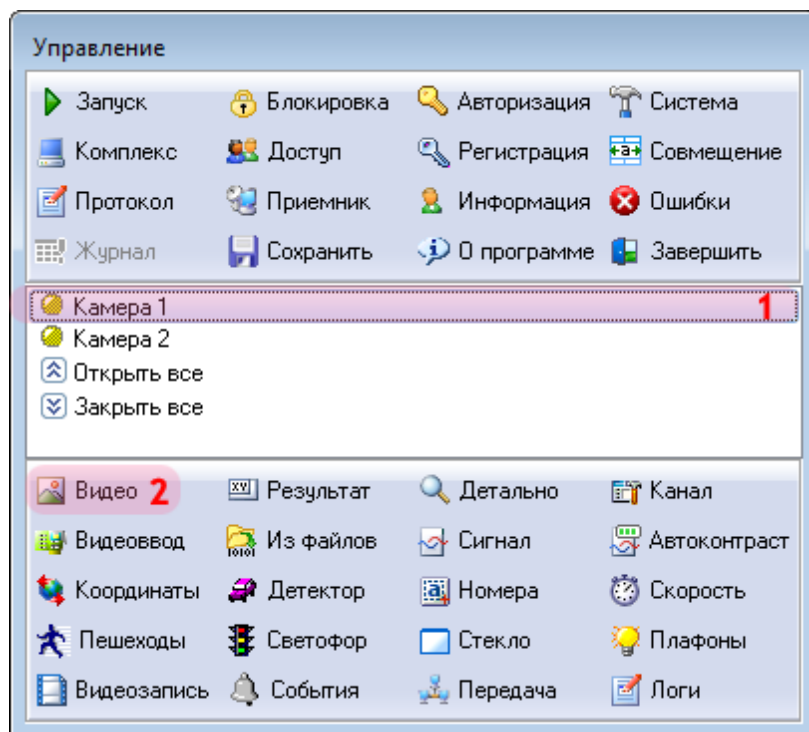 Управление
Запуск Блокировка Авторизация Система
Комплекс Доступ Регистрация Совмещение
Протокол Приемник Информация Ошибки
Журнал Сохранить О программе Завершить
Камера 1 1
Камера 2
Открыть все
Закрыть все
Видео 2 Результат Детально Канал
Видеоввод Из файлов Сигнал Автоконтраст
Координаты Детектор Номера Скорость
Пешеходы Светофор Стекло Плафоны
Видеозапись События Передача Логи